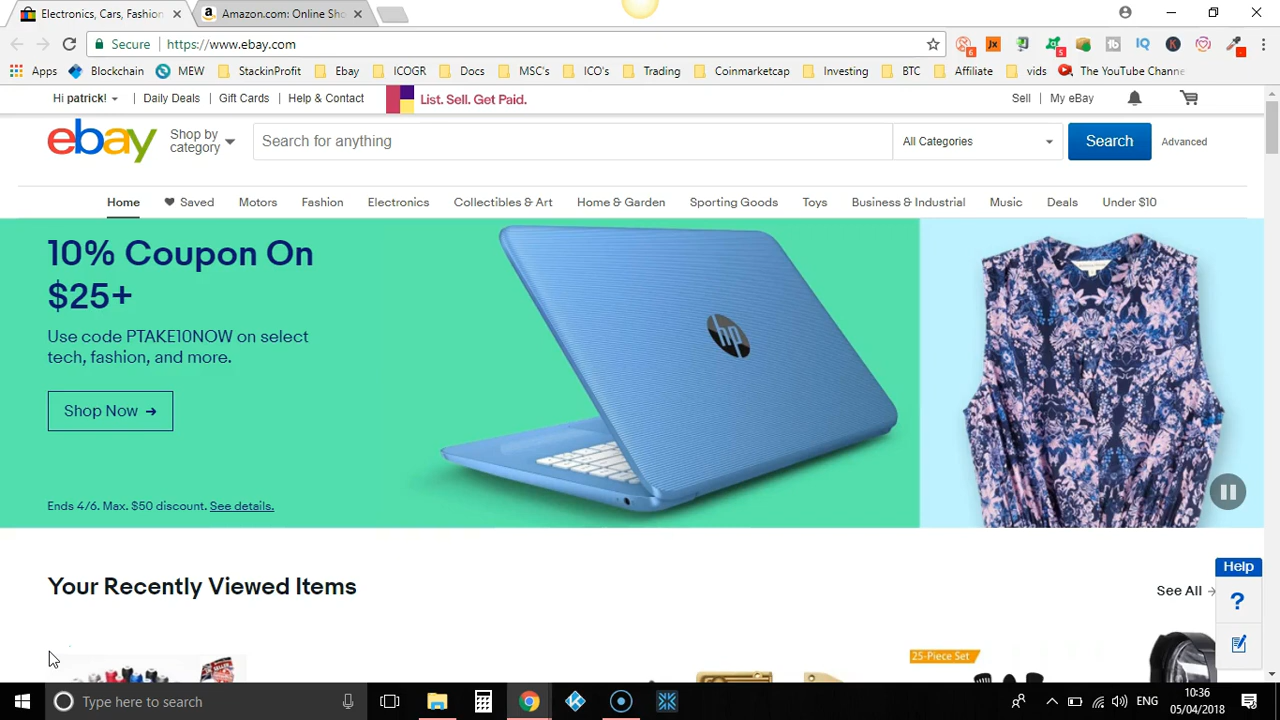 Electronics, Cars, Fashion
Amazon.com: Online Sho
Secure
https://www.ebay.com
6
5
Apps
Blockchain
MEW
StackinProfit
Ebay
ICOGR
Docs
MSC's
ICO's
Trading
Coinmarketcap
Investing
BTC
Affiliate
vids
The YouTube Channe
Hi patrick!
Daily Deals
Gift Cards
Help & Contact
List. Sell. Get Paid.
Sell
My eBay
ebay
Shop by
category
Search for anything
All Categories
Search
Advanced
Home
Saved
Motors
Fashion
Electronics
Collectibles & Art
Home & Garden
Sporting Goods
Toys
Business & Industrial
Music
Deals
Under $10
10% Coupon On
$25+
Use code PTAKE10NOW on select
tech, fashion, and more.
Shop Now →
hp
Ends 4/6. Max. $50 discount. See details.
Your Recently Viewed Items
See All →
Help
?
25-Piece Set
Type here to search
ENG
10:36
05/04/2018